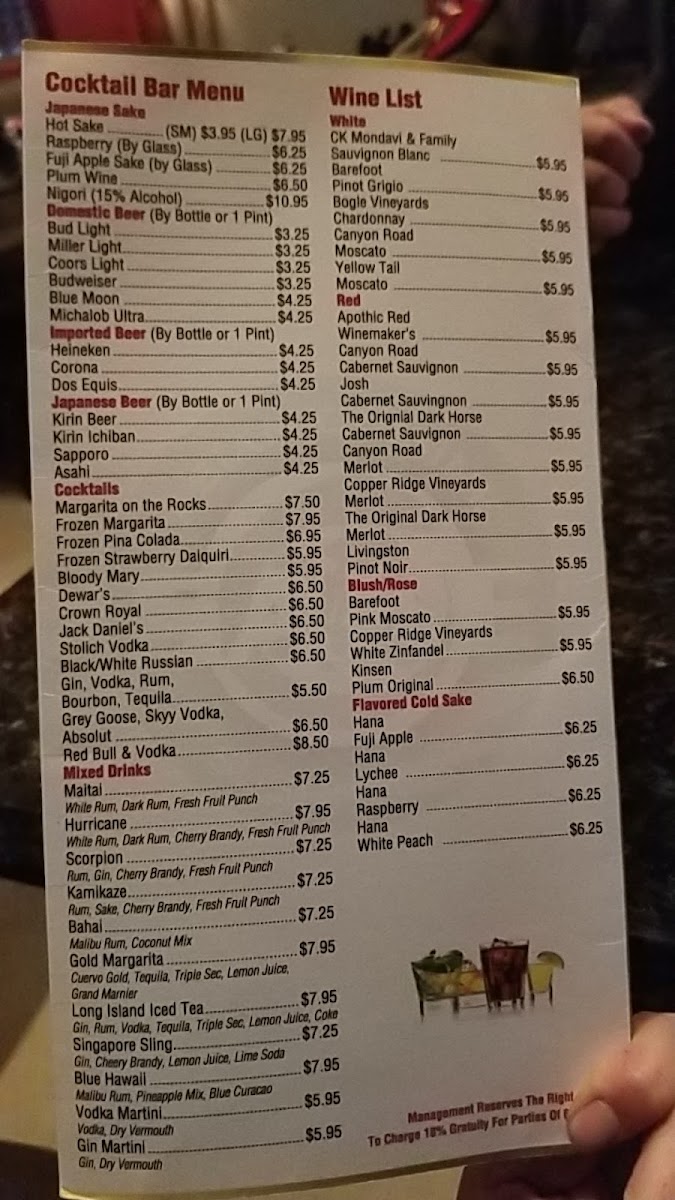 Cocktail Bar Menu
Japanese Sake
Hot Sake (SM) $3.95 (LG) $7.95
Raspberry (By Glass) $6.25
Fuji Apple Sake (by Glass) $6.25
Plum Wine $6.50
Nigori (15% Alcohol) $10.95
Domestic Beer (By Bottle or 1 Pint)
Bud Light $3.25
Miller Light $3.25
Coors Light $3.25
Budweiser $3.25
Blue Moon $4.25
Michalob Ultra $4.25
Imported Beer (By Bottle or 1 Pint)
Heineken $4.25
Corona $4.25
Dos Equis $4.25
Japanese Beer (By Bottle or 1 Pint)
Kirin Beer $4.25
Kirin Ichiban $4.25
Sapporo $4.25
Asahi $4.25
Cocktails
Margarita on the Rocks $7.50
Frozen Margarita $7.95
Frozen Pina Colada $6.95
Frozen Strawberry Daiquiri $5.95
Bloody Mary $5.95
Dewar's $6.50
Crown Royal $6.50
Jack Daniel's $6.50
Stolich Vodka $6.50
Black/White Russian $6.50
Gin, Vodka, Rum,
Bourbon, Tequila $5.50
Grey Goose, Skyy Vodka,
Absolut $6.50
Red Bull & Vodka $8.50
Mixed Drinks
Maitai $7.25
White Rum, Dark Rum, Fresh Fruit Punch
Hurricane $7.95
White Rum, Dark Rum, Cherry Brandy, Fresh Fruit Punch
Scorpion $7.25
Rum, Gin, Cherry Brandy, Fresh Fruit Punch
Kamikaze $7.25
Rum, Sake, Cherry Brandy, Fresh Fruit Punch
Bahai $7.25
Malibu Rum, Coconut Mix
Gold Margarita $7.95
Cuervo Gold, Tequila, Triple Sec, Lemon Juice,
Grand Marnier
Long Island Iced Tea $7.95
Gin, Rum, Vodka, Tequila, Triple Sec, Lemon Juice, Coke
Singapore Sling $7.25
Gin, Cheery Brandy, Lemon Juice, Lime Soda
Blue Hawaii $7.95
Malibu Rum, Pineapple Mix, Blue Curacao
Vodka Martini $5.95
Vodka, Dry Vermouth
Gin Martini $5.95
Gin, Dry Vermouth
Wine List
White
CK Mondavi & Family
Sauvignon Blanc $5.95
Barefoot
Pinot Grigio $5.95
Bogle Vineyards
Chardonnay $5.95
Canyon Road
Moscato $5.95
Yellow Tail
Moscato $5.95
Red
Apothic Red
Winemaker's $5.95
Canyon Road
Cabernet Sauvignon $5.95
Josh
Cabernet Sauvingnon $5.95
The Orignial Dark Horse
Cabernet Sauvignon $5.95
Canyon Road
Merlot $5.95
Copper Ridge Vineyards
Merlot $5.95
The Original Dark Horse
Merlot $5.95
Livingston
Pinot Noir $5.95
Blush/Rose
Barefoot
Pink Moscato $5.95
Copper Ridge Vineyards
White Zinfandel $5.95
Kinsen
Plum Original $6.50
Flavored Cold Sake
Hana
Fuji Apple $6.25
Hana
Lychee $6.25
Hana
Raspberry $6.25
Hana
White Peach $6.25
Management Reserves The Right
To Charge 18% Gratuity For Parties Of